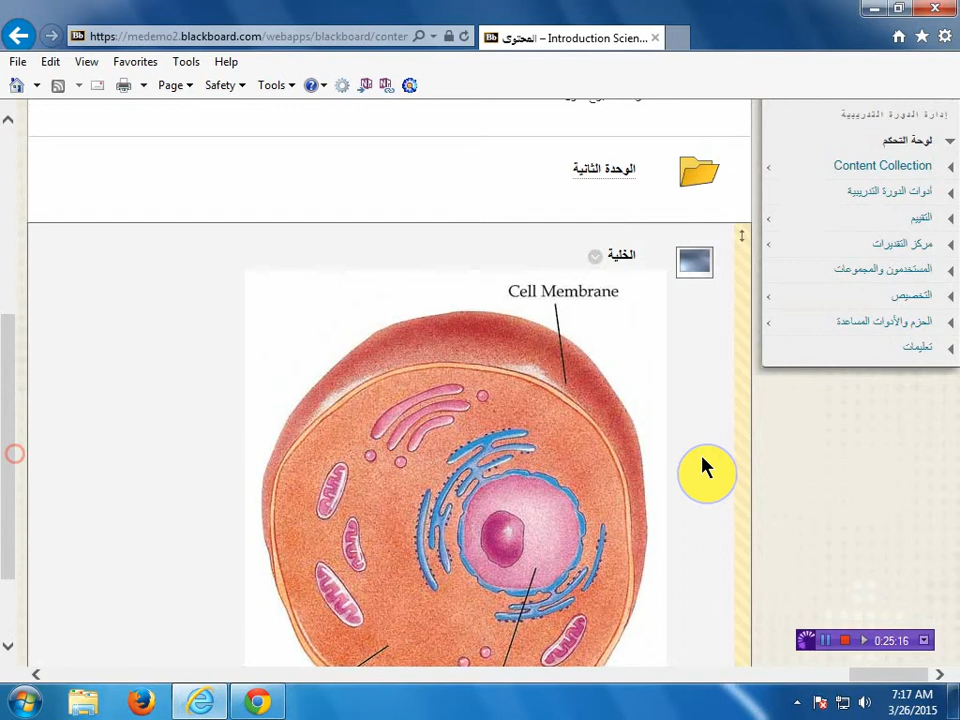 https://medemo2.blackboard.com/webapps/blackboard/conter
المحتوى – Introduction Scien...
File Edit View Favorites Tools Help
Page Safety Tools
إدارة الدورة التدريبية
لوحة التحكم
Content Collection
أدوات الدورة التدريبية
التقييم
مركز التقديرات
المستخدمون والمجموعات
التخصيص
الحزم والأدوات المساعدة
تعليمات
الوحدة الثانية
الخلية
Cell Membrane
0:25:16
7:17 AM
3/26/2015